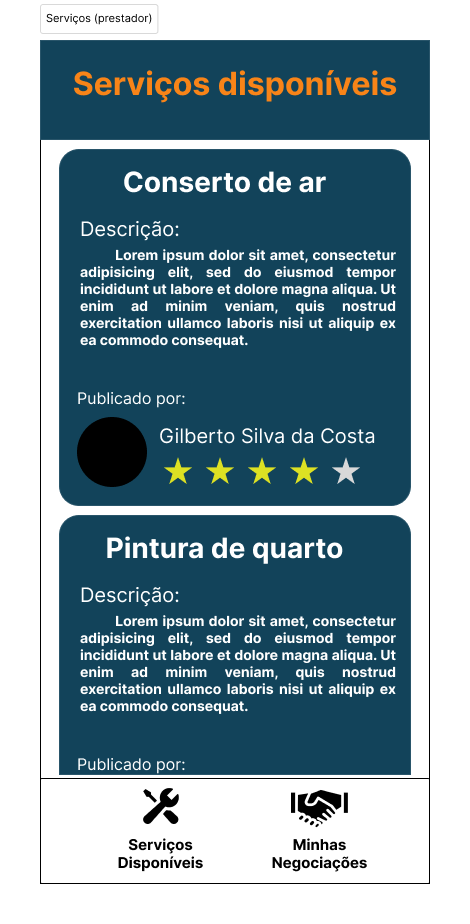 Serviços (prestador)
Serviços disponíveis
Conserto de ar
Descrição:
Lorem ipsum dolor sit amet, consectetur
adipisicing elit, sed do eiusmod tempor
incididunt ut labore et dolore magna aliqua. Ut
enim ad minim veniam, quis nostrud
exercitation ullamco laboris nisi ut aliquip ex
ea commodo consequat.
Publicado por:
Gilberto Silva da Costa
Pintura de quarto
Descrição:
Lorem ipsum dolor sit amet, consectetur
adipisicing elit, sed do eiusmod tempor
incididunt ut labore et dolore magna aliqua. Ut
enim ad minim veniam, quis nostrud
exercitation ullamco laboris nisi ut aliquip ex
ea commodo consequat.
Publicado por:
Serviços
Disponíveis
Minhas
Negociações